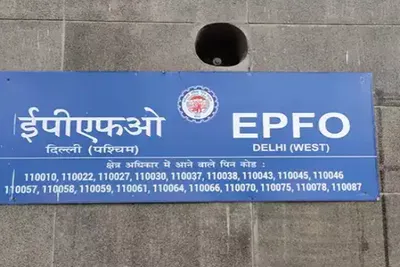 ईपीएफओ EPFO
दिल्ली (पश्चिम) DELHI (WEST)
क्षेत्र अधिकार में आने वाले पिन कोड :
110010, 110022, 110027, 110030, 110037, 110038, 110043, 110045, 110046
110057, 110058, 110059, 110061, 110064, 110066, 110070, 110075, 110078, 110087